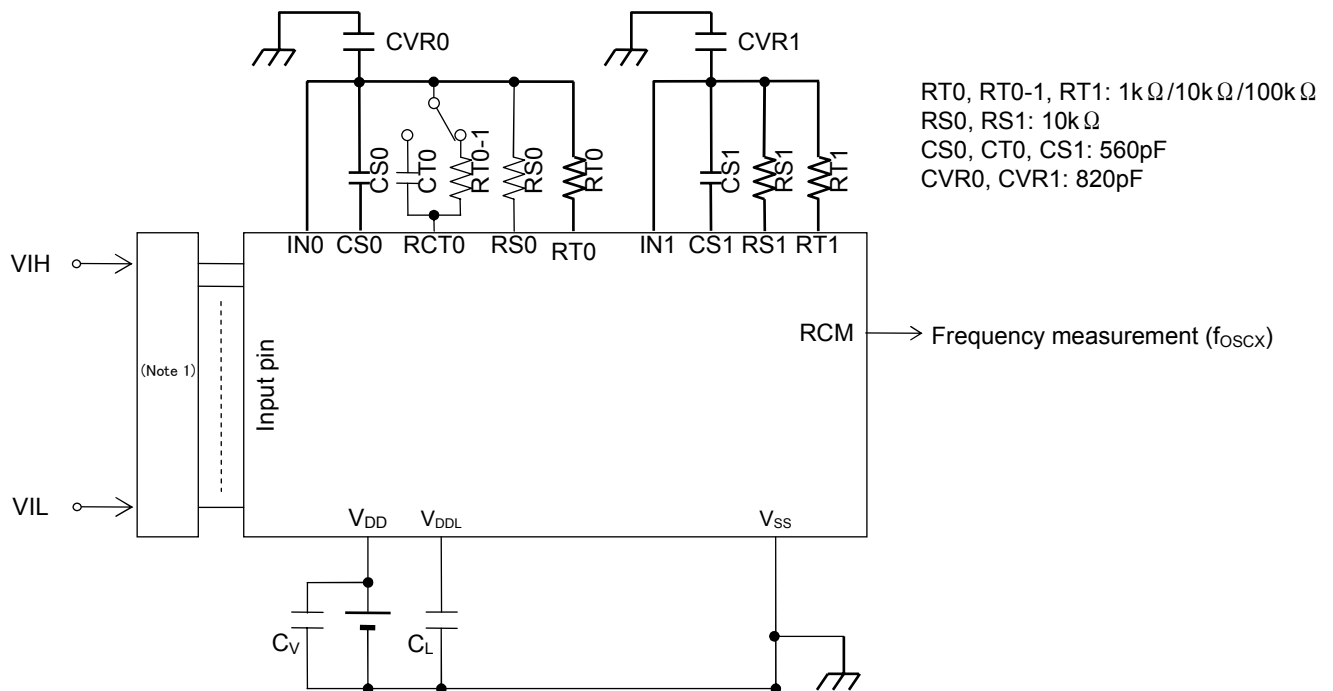 CVR0
CVR1
RT0, RT0-1, RT1: 1kΩ/10kΩ/100kΩ
RS0, RS1: 10kΩ
CS0, CT0, CS1: 560pF
CVR0, CVR1: 820pF
CS0
CT0
RT0-1
RS0
RT0
CS1
RS1
RT1
IN0 CS0 RCT0 RS0 RT0
IN1 CS1 RS1 RT1
VIH
(Note 1)
Input pin
RCM
Frequency measurement (fOSCX)
VIL
VDD
VDDL
VSS
CV
CL